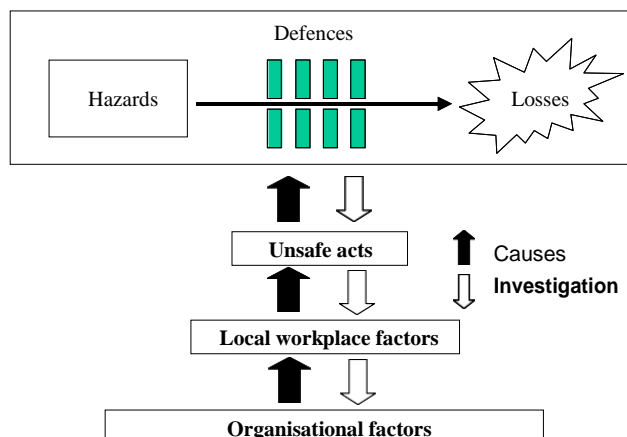 Defences
Hazards
Losses
Unsafe acts
Causes
Investigation
Local workplace factors
Organisational factors